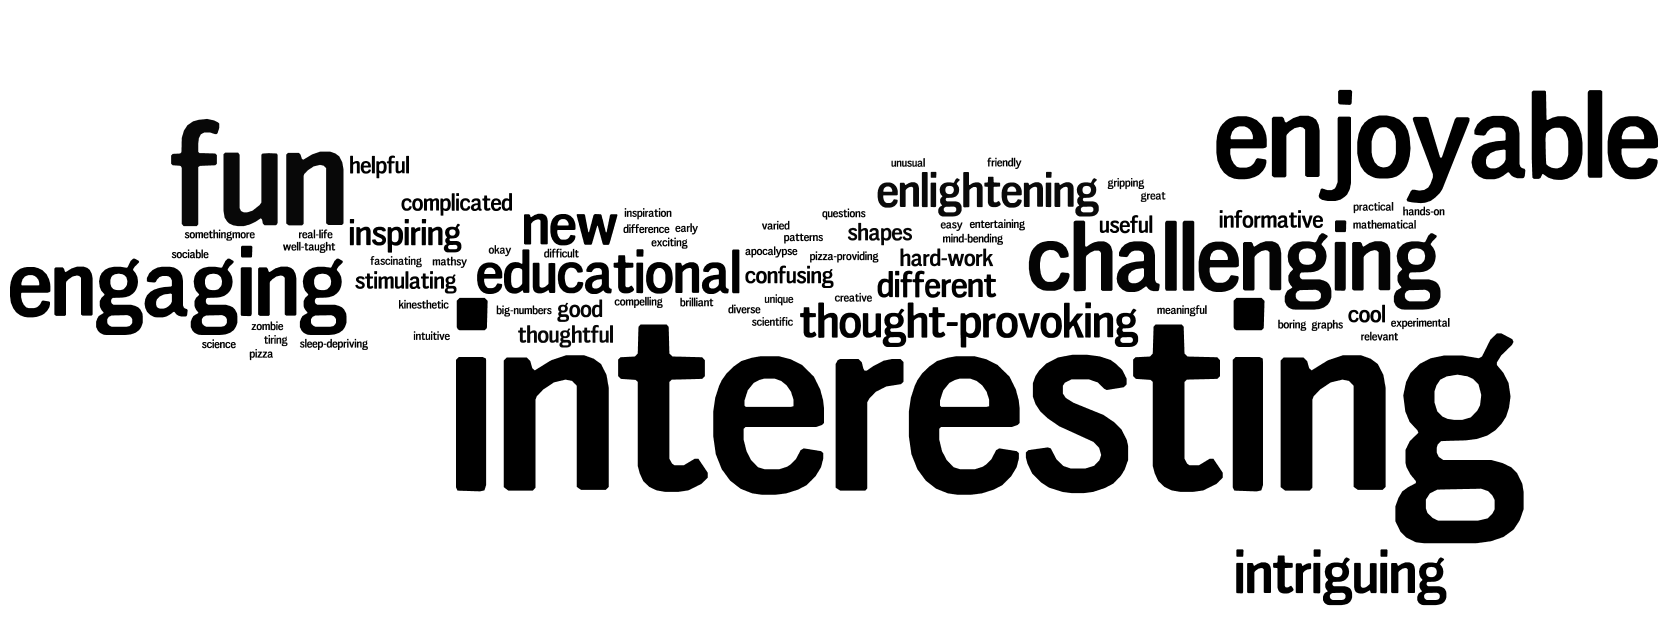 enjoyable
fun
helpful
unusual
friendly
enlightening
gripping
great
complicated
new
inspiration
difference
early
exciting
varied
patterns
questions
shapes
easy
entertaining
mind-bending
useful
informative
practical
hands-on
mathematical
somethingmore
real-life
well-taught
inspiring
sociable
engaging
fascinating
mathsy
stimulating
okay
difficult
educational
apocalypse
pizza-providing
confusing
hard-work
different
challenging
kinesthetic
big-numbers
good
compelling
brilliant
diverse
unique
creative
scientific
thought-provoking
meaningful
boring
graphs
cool
experimental
relevant
zombie
science
tiring
pizza
sleep-depriving
intuitive
thoughtful
interesting
intriguing